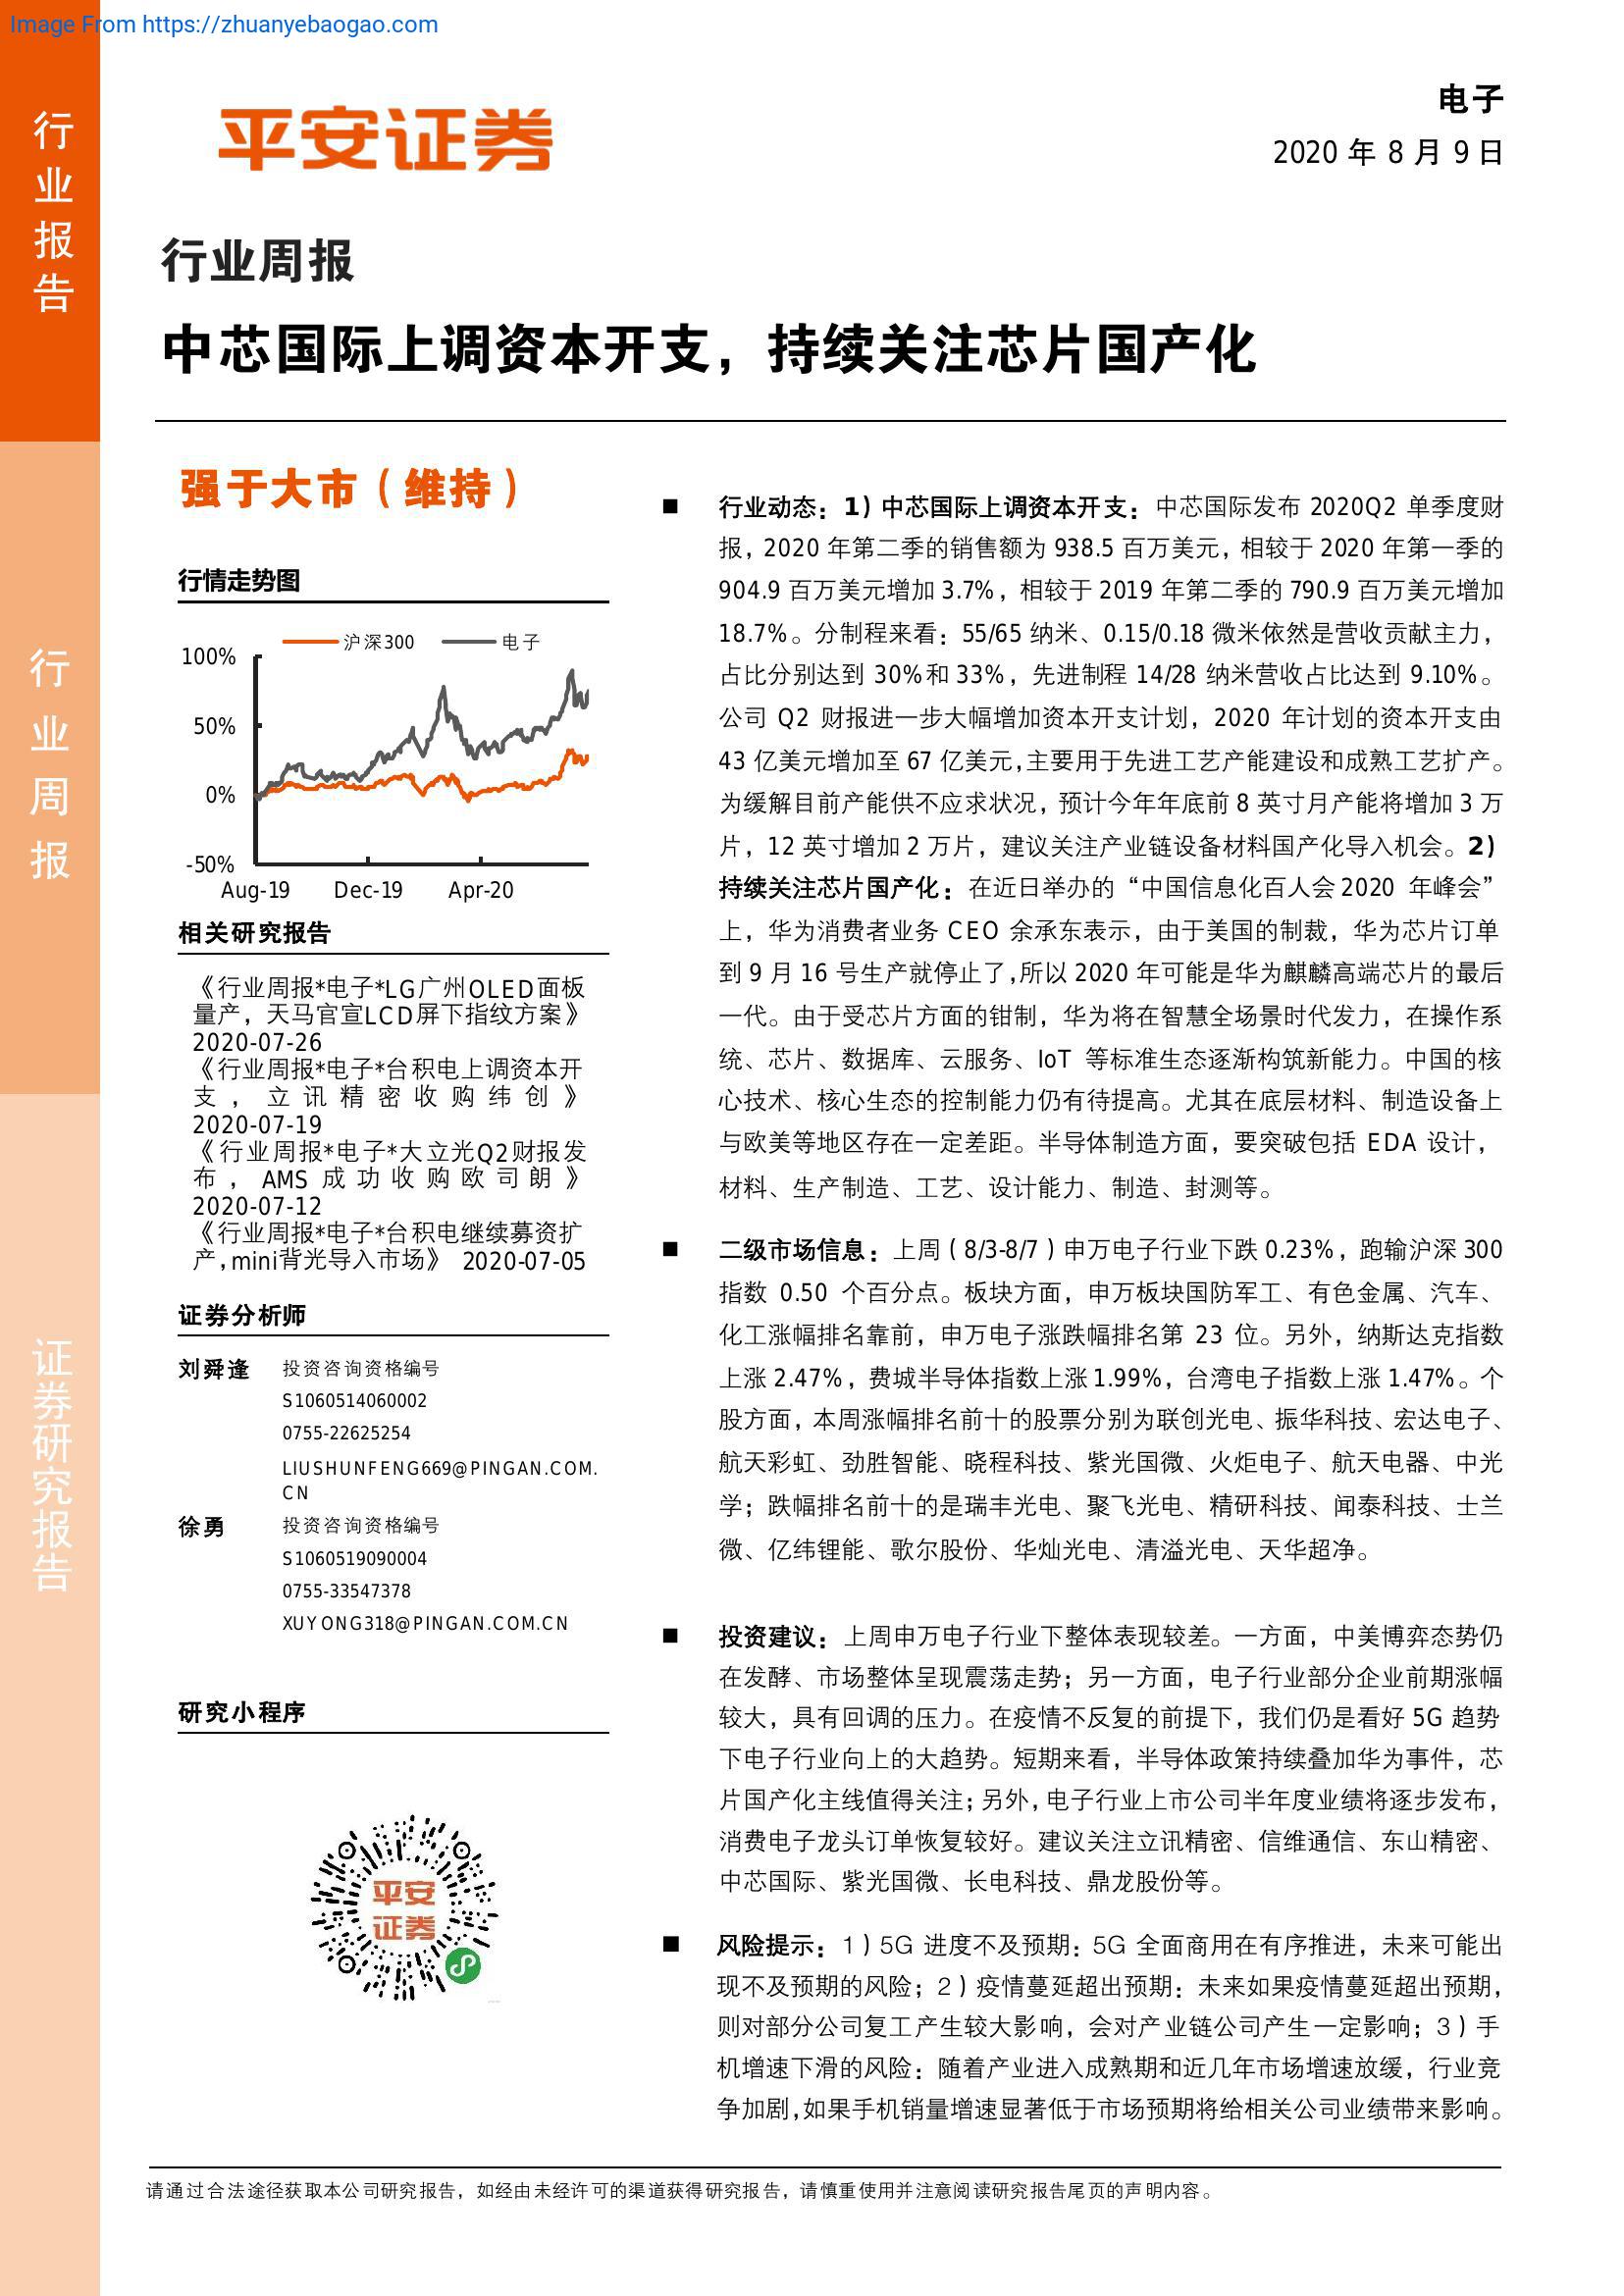 Image From https://zhuanyebaogao.com
行业报告
行业周报
证券研究报告
平安证券
电子
2020 年 8 月 9 日
行业周报
中芯国际上调资本开支，持续关注芯片国产化
强于大市（维持）
行情走势图
沪深300 电子
100%
50%
0%
-50%
Aug-19 Dec-19 Apr-20
相关研究报告
《行业周报*电子*LG广州OLED面板
量产，天马官宣LCD屏下指纹方案》
2020-07-26
《行业周报*电子*台积电上调资本开
支，立讯精密收购纬创》
2020-07-19
《行业周报*电子*大立光Q2财报发
布，AMS成功收购欧司朗》
2020-07-12
《行业周报*电子*台积电继续募资扩
产,mini背光导入市场》 2020-07-05
证券分析师
刘舜逢 投资咨询资格编号
S1060514060002
0755-22625254
LIUSHUNFENG669@PINGAN.COM.
CN
徐勇 投资咨询资格编号
S1060519090004
0755-33547378
XUYONG318@PINGAN.COM.CN
研究小程序
平安
证券
■ 行业动态：1）中芯国际上调资本开支：中芯国际发布 2020Q2 单季度财
报，2020 年第二季的销售额为 938.5 百万美元，相较于 2020 年第一季的
904.9 百万美元增加 3.7%，相较于 2019 年第二季的 790.9 百万美元增加
18.7%。分制程来看：55/65 纳米、0.15/0.18 微米依然是营收贡献主力，
占比分别达到 30%和 33%，先进制程 14/28 纳米营收占比达到 9.10%。
公司 Q2 财报进一步大幅增加资本开支计划，2020 年计划的资本开支由
43 亿美元增加至 67 亿美元,主要用于先进工艺产能建设和成熟工艺扩产。
为缓解目前产能供不应求状况，预计今年年底前 8 英寸月产能将增加 3 万
片，12 英寸增加 2 万片，建议关注产业链设备材料国产化导入机会。2）
持续关注芯片国产化：在近日举办的“中国信息化百人会 2020 年峰会”
上，华为消费者业务 CEO 余承东表示，由于美国的制裁，华为芯片订单
到 9 月 16 号生产就停止了,所以 2020 年可能是华为麒麟高端芯片的最后
一代。由于受芯片方面的钳制，华为将在智慧全场景时代发力，在操作系
统、芯片、数据库、云服务、IoT 等标准生态逐渐构筑新能力。中国的核
心技术、核心生态的控制能力仍有待提高。尤其在底层材料、制造设备上
与欧美等地区存在一定差距。半导体制造方面，要突破包括 EDA 设计，
材料、生产制造、工艺、设计能力、制造、封测等。
■ 二级市场信息：上周（8/3-8/7）申万电子行业下跌 0.23%，跑输沪深 300
指数 0.50 个百分点。板块方面，申万板块国防军工、有色金属、汽车、
化工涨幅排名靠前，申万电子涨跌幅排名第 23 位。另外，纳斯达克指数
上涨 2.47%，费城半导体指数上涨 1.99%，台湾电子指数上涨 1.47%。个
股方面，本周涨幅排名前十的股票分别为联创光电、振华科技、宏达电子、
航天彩虹、劲胜智能、晓程科技、紫光国微、火炬电子、航天电器、中光
学；跌幅排名前十的是瑞丰光电、聚飞光电、精研科技、闻泰科技、士兰
微、亿纬锂能、歌尔股份、华灿光电、清溢光电、天华超净。
■ 投资建议：上周申万电子行业下整体表现较差。一方面，中美博弈态势仍
在发酵、市场整体呈现震荡走势；另一方面，电子行业部分企业前期涨幅
较大，具有回调的压力。在疫情不反复的前提下，我们仍是看好 5G 趋势
下电子行业向上的大趋势。短期来看，半导体政策持续叠加华为事件，芯
片国产化主线值得关注；另外，电子行业上市公司半年度业绩将逐步发布，
消费电子龙头订单恢复较好。建议关注立讯精密、信维通信、东山精密、
中芯国际、紫光国微、长电科技、鼎龙股份等。
■ 风险提示：1）5G 进度不及预期：5G 全面商用在有序推进，未来可能出
现不及预期的风险；2）疫情蔓延超出预期：未来如果疫情蔓延超出预期，
则对部分公司复工产生较大影响，会对产业链公司产生一定影响；3）手
机增速下滑的风险：随着产业进入成熟期和近几年市场增速放缓，行业竞
争加剧,如果手机销量增速显著低于市场预期将给相关公司业绩带来影响。
请通过合法途径获取本公司研究报告，如经由未经许可的渠道获得研究报告，请慎重使用并注意阅读研究报告尾页的声明内容。